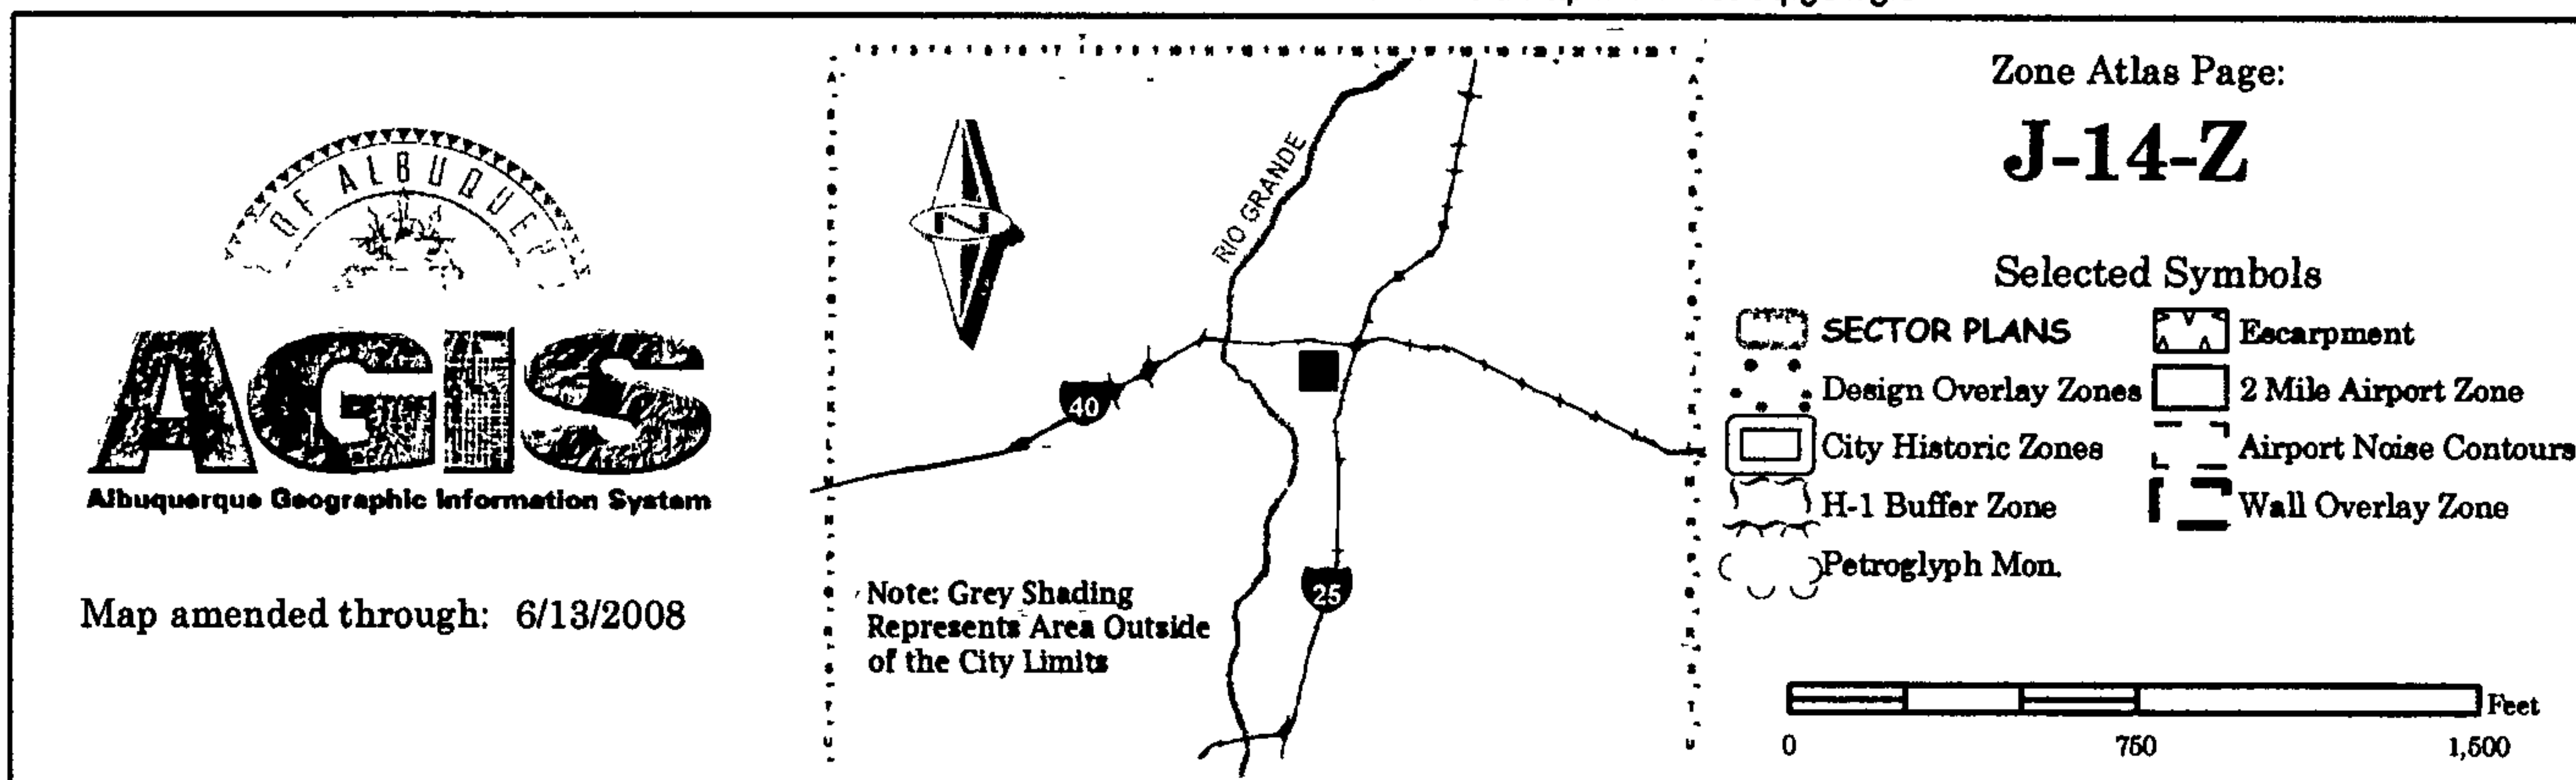 OF ALBUQUE
AGIS
Albuquerque Geographic Information System
Map amended through: 6/13/2008
RIO GRANDE
N
40
25
Note: Grey Shading
Represents Area Outside
of the City Limits
Zone Atlas Page:
J-14-Z
Selected Symbols
SECTOR PLANS
Escarpment
Design Overlay Zones
2 Mile Airport Zone
City Historic Zones
Airport Noise Contours
H-1 Buffer Zone
Wall Overlay Zone
Petroglyph Mon.
Feet
0 750 1,500